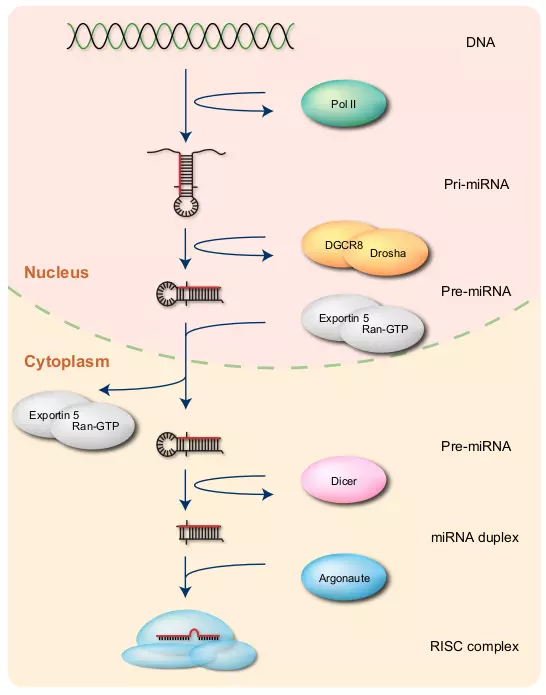 DNA
Pol II
Pri-miRNA
DGCR8
Drosha
Nucleus
Pre-miRNA
Exportin 5
Ran-GTP
Cytoplasm
Exportin 5
Ran-GTP
Pre-miRNA
Dicer
miRNA duplex
Argonaute
RISC complex